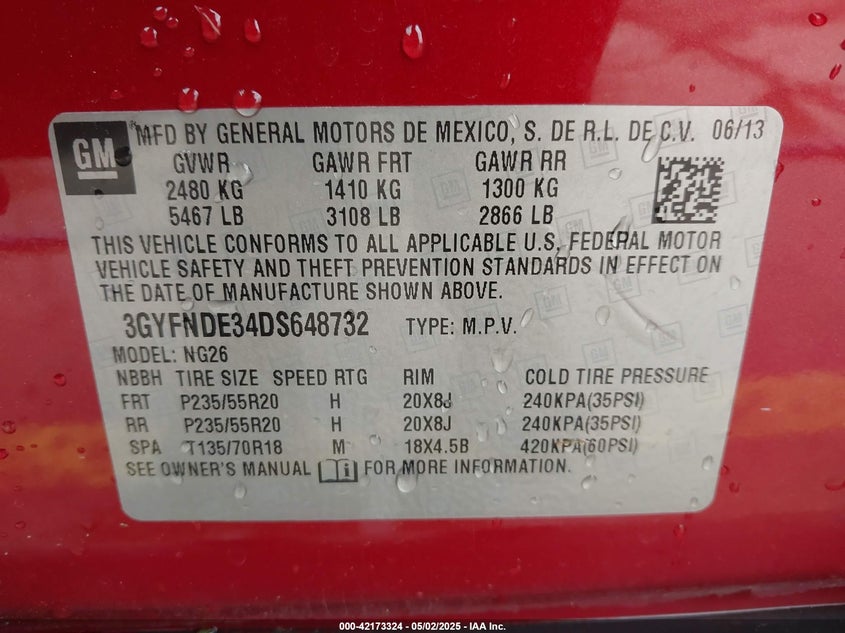 GM MFD BY GENERAL MOTORS DE MEXICO, S. DE R.L. DE C.V. 06/13
GVWR GAWR FRT GAWR RR
2480 KG 1410 KG 1300 KG
5467 LB 3108 LB 2866 LB
THIS VEHICLE CONFORMS TO ALL APPLICABLE U.S. FEDERAL MOTOR
VEHICLE SAFETY AND THEFT PREVENTION STANDARDS IN EFFECT ON
THE DATE OF MANUFACTURE SHOWN ABOVE.
3GYFNDE34DS648732 TYPE: M.P.V.
MODEL: NG26
NBBH TIRE SIZE SPEED RTG RIM COLD TIRE PRESSURE
FRT P235/55R20 H 20X8J 240KPA(35PSI)
RR P235/55R20 H 20X8J 240KPA(35PSI)
SPA T135/70R18 M 18X4.5B 420KPA(60PSI)
SEE OWNER'S MANUAL i FOR MORE INFORMATION.
000-42173324 | 05/02/2025 - IAA Inc.